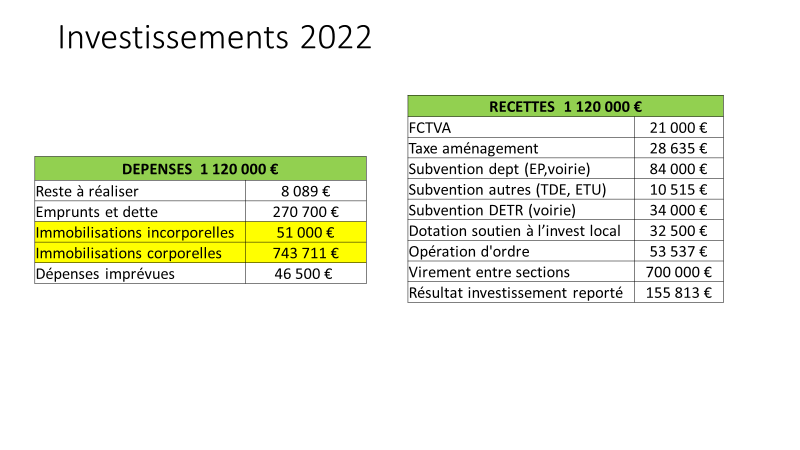 Investissements 2022
DEPENSES 1 120 000 €
Reste à réaliser 8 089 €
Emprunts et dette 270 700 €
Immobilisations incorporelles 51 000 €
Immobilisations corporelles 743 711 €
Dépenses imprévues 46 500 €
RECETTES 1 120 000 €
FCTVA 21 000 €
Taxe aménagement 28 635 €
Subvention dept (EP,voirie) 84 000 €
Subvention autres (TDE, ETU) 10 515 €
Subvention DETR (voirie) 34 000 €
Dotation soutien à l’invest local 32 500 €
Opération d'ordre 53 537 €
Virement entre sections 700 000 €
Résultat investissement reporté 155 813 €